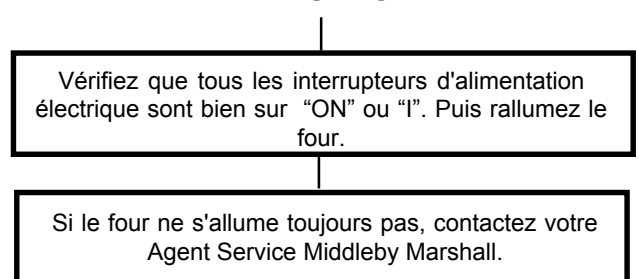 Vérifiez que tous les interrupteurs d'alimentation
électrique sont bien sur “ON” ou “I”. Puis rallumez le
four.
Si le four ne s'allume toujours pas, contactez votre
Agent Service Middleby Marshall.